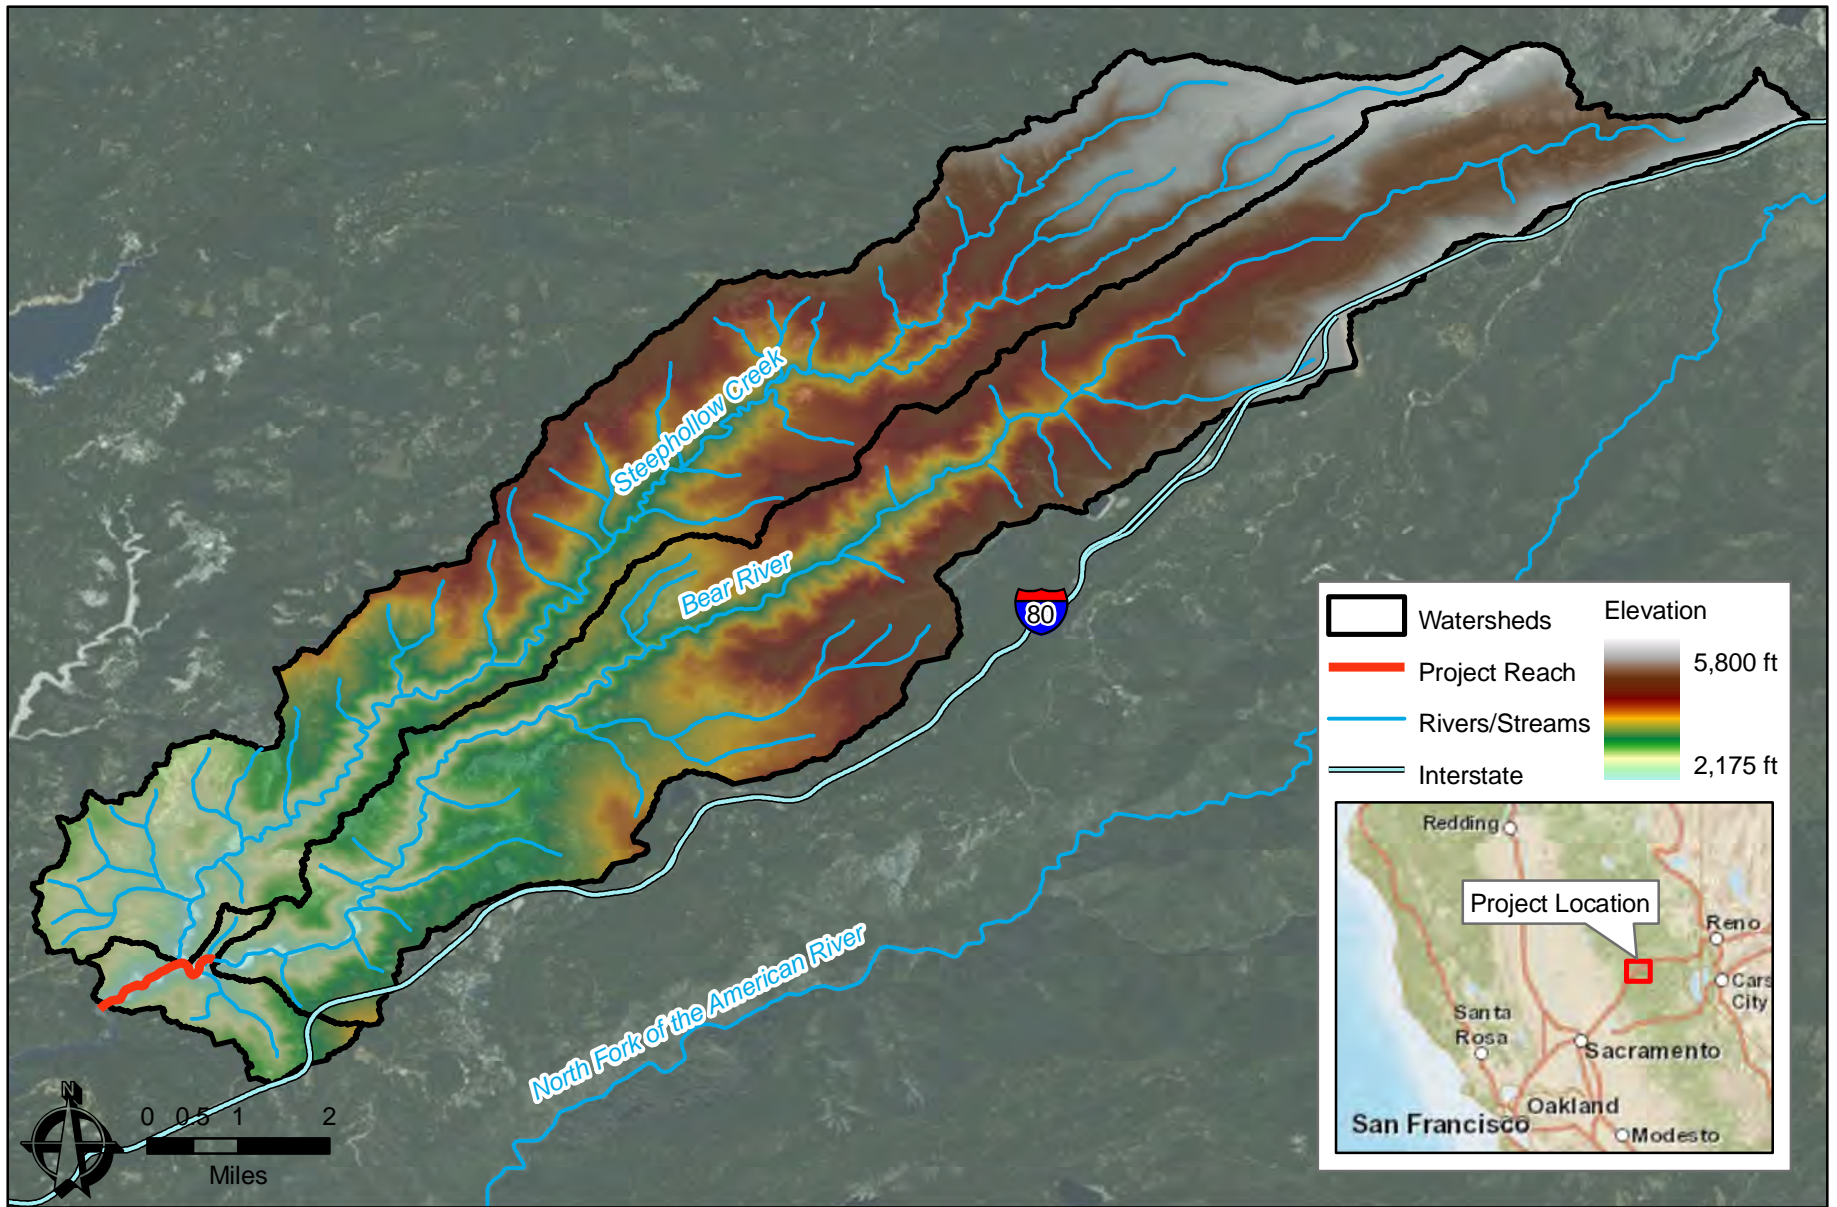 Steephollow Creek
Bear River
80
North Fork of the American River
Watersheds
Project Reach
Rivers/Streams
Interstate
Elevation
5,800 ft
2,175 ft
Redding
Project Location
Reno
Cars
City
Santa
Rosa
Sacramento
Oakland
San Francisco
Modesto
N
0 0.5 1 2
Miles